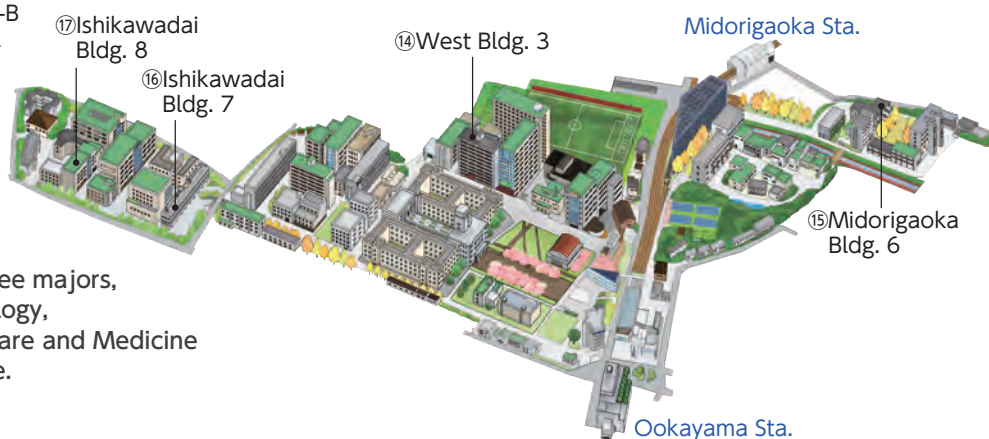 -B
⑰Ishikawadai
Bldg. 8
⑯Ishikawadai
Bldg. 7
⑭West Bldg. 3
Midorigaoka Sta.
⑮Midorigaoka
Bldg. 6
ee majors,
logy,
are and Medicine
e.
Ookayama Sta.